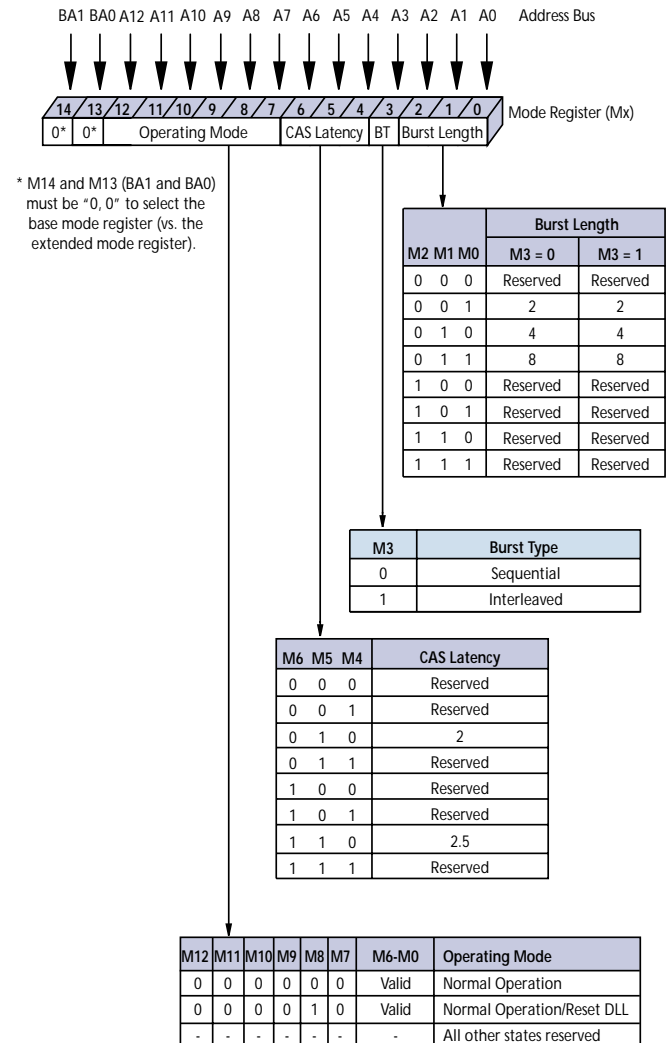 BA1 BA0 A12 A11 A10 A9 A8 A7 A6 A5 A4 A3 A2 A1 A0 Address Bus
14 13 12 11 10 9 8 7 6 5 4 3 2 1 0 Mode Register (Mx)
0* 0* Operating Mode CAS Latency BT Burst Length
* M14 and M13 (BA1 and BA0)
must be "0, 0" to select the
base mode register (vs. the
extended mode register).
Burst Length
M2 M1 M0 M3 = 0 M3 = 1
0 0 0 Reserved Reserved
0 0 1 2 2
0 1 0 4 4
0 1 1 8 8
1 0 0 Reserved Reserved
1 0 1 Reserved Reserved
1 1 0 Reserved Reserved
1 1 1 Reserved Reserved
M3 Burst Type
0 Sequential
1 Interleaved
M6 M5 M4 CAS Latency
0 0 0 Reserved
0 0 1 Reserved
0 1 0 2
0 1 1 Reserved
1 0 0 Reserved
1 0 1 Reserved
1 1 0 2.5
1 1 1 Reserved
M12 M11 M10 M9 M8 M7 M6-M0 Operating Mode
0 0 0 0 0 0 Valid Normal Operation
0 0 0 0 1 0 Valid Normal Operation/Reset DLL
- - - - - - - All other states reserved